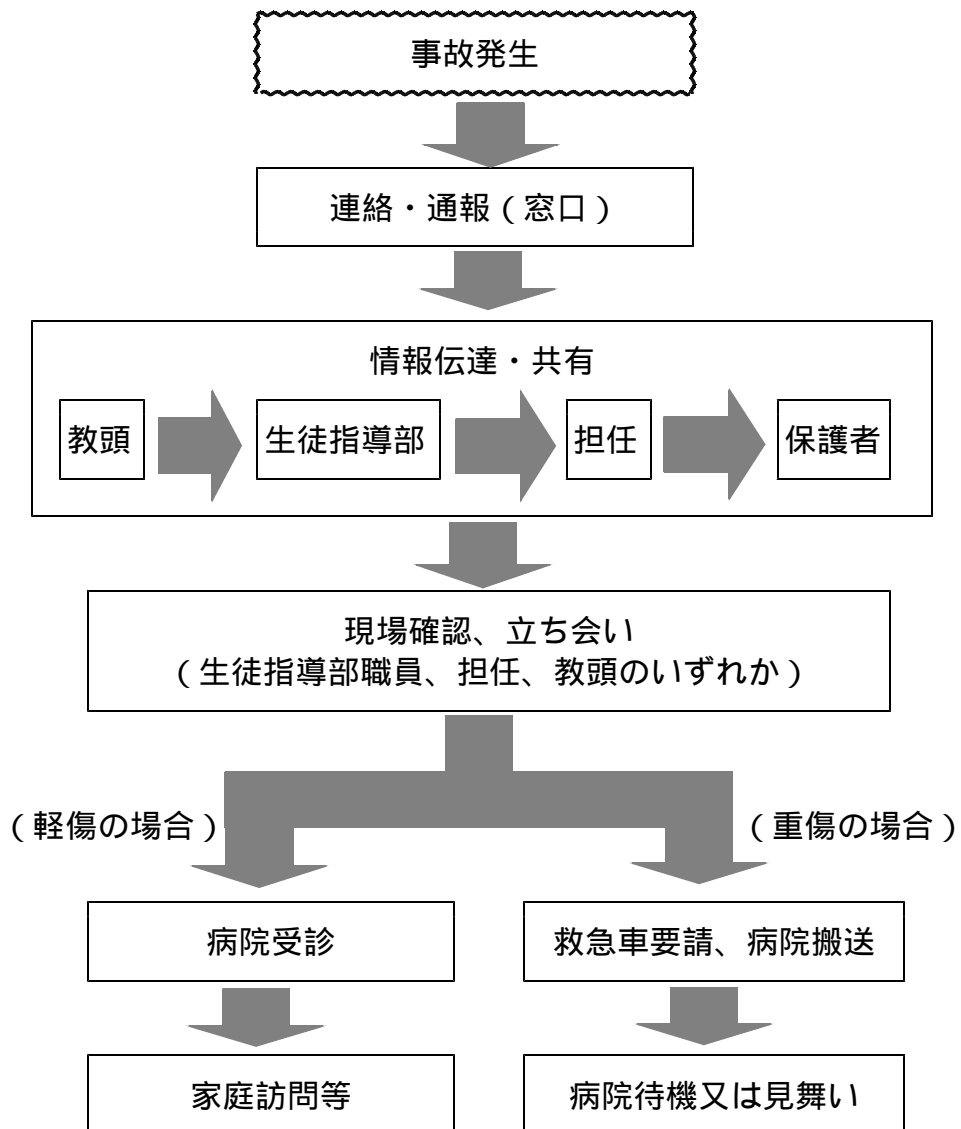 事故発生
連絡・通報（窓口）
情報伝達・共有
教頭 生徒指導部 担任 保護者
現場確認、立ち会い
（生徒指導部職員、担任、教頭のいずれか）
（軽傷の場合） （重傷の場合）
病院受診 救急車要請、病院搬送
家庭訪問等 病院待機又は見舞い